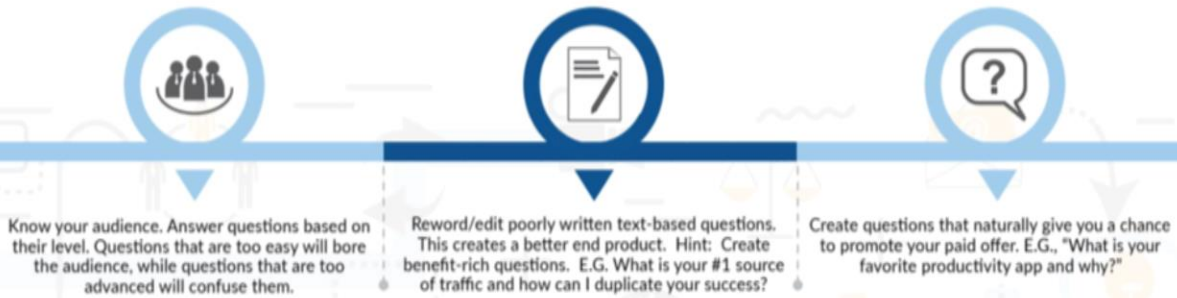 ?
Know your audience. Answer questions based on
their level. Questions that are too easy will bore
the audience, while questions that are too
advanced will confuse them.
Reword/edit poorly written text-based questions.
This creates a better end product. Hint: Create
benefit-rich questions. E.G. What is your #1 source
of traffic and how can I duplicate your success?
Create questions that naturally give you a chance
to promote your paid offer. E.G., "What is your
favorite productivity app and why?"